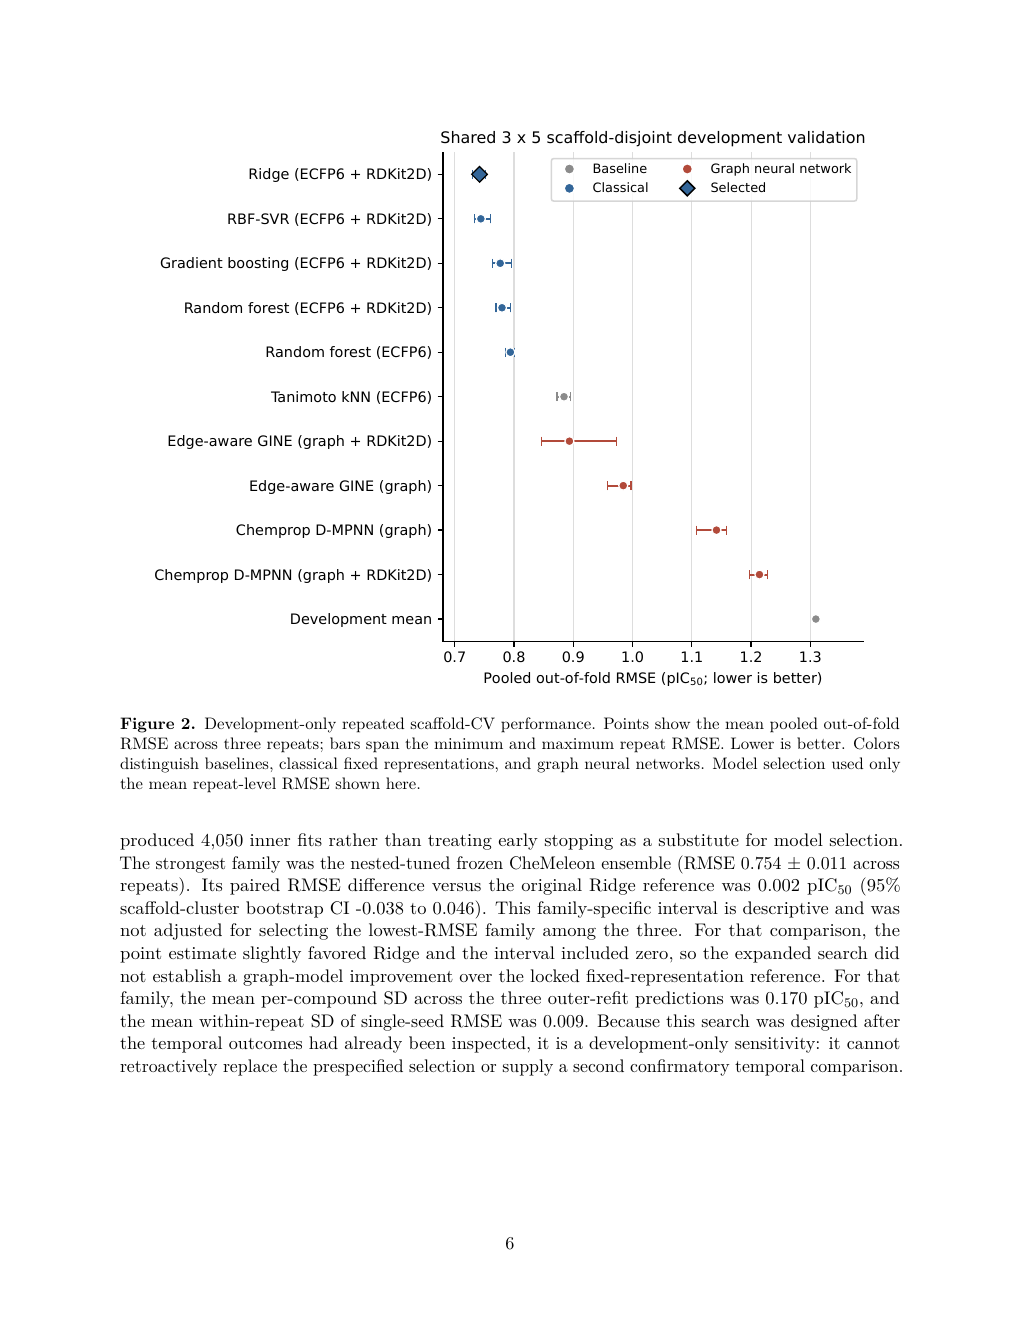 Shared 3 x 5 scaffold-disjoint development validation
Baseline
Classical
Graph neural network
Selected
Ridge (ECFP6 + RDKit2D)
RBF-SVR (ECFP6 + RDKit2D)
Gradient boosting (ECFP6 + RDKit2D)
Random forest (ECFP6 + RDKit2D)
Random forest (ECFP6)
Tanimoto kNN (ECFP6)
Edge-aware GINE (graph + RDKit2D)
Edge-aware GINE (graph)
Chemprop D-MPNN (graph)
Chemprop D-MPNN (graph + RDKit2D)
Development mean
0.7 0.8 0.9 1.0 1.1 1.2 1.3
Pooled out-of-fold RMSE (pIC50; lower is better)
Figure 2. Development-only repeated scaffold-CV performance. Points show the mean pooled out-of-fold
RMSE across three repeats; bars span the minimum and maximum repeat RMSE. Lower is better. Colors
distinguish baselines, classical fixed representations, and graph neural networks. Model selection used only
the mean repeat-level RMSE shown here.
produced 4,050 inner fits rather than treating early stopping as a substitute for model selection.
The strongest family was the nested-tuned frozen CheMeleon ensemble (RMSE 0.754 ± 0.011 across
repeats). Its paired RMSE difference versus the original Ridge reference was 0.002 pIC50 (95%
scaffold-cluster bootstrap CI -0.038 to 0.046). This family-specific interval is descriptive and was
not adjusted for selecting the lowest-RMSE family among the three. For that comparison, the
point estimate slightly favored Ridge and the interval included zero, so the expanded search did
not establish a graph-model improvement over the locked fixed-representation reference. For that
family, the mean per-compound SD across the three outer-refit predictions was 0.170 pIC50, and
the mean within-repeat SD of single-seed RMSE was 0.009. Because this search was designed after
the temporal outcomes had already been inspected, it is a development-only sensitivity: it cannot
retroactively replace the prespecified selection or supply a second confirmatory temporal comparison.
6